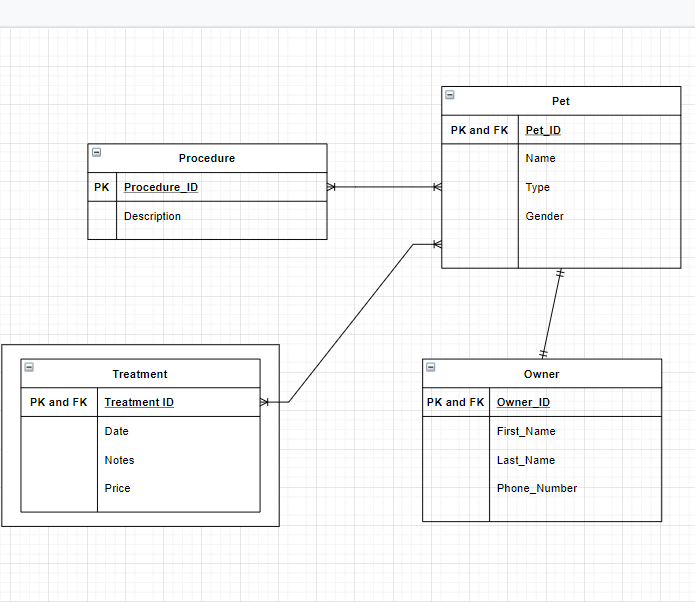 Pet
PK and FK Pet_ID
Name
Type
Gender
Procedure
PK Procedure_ID
Description
Treatment
PK and FK Treatment ID
Date
Notes
Price
Owner
PK and FK Owner_ID
First_Name
Last_Name
Phone_Number